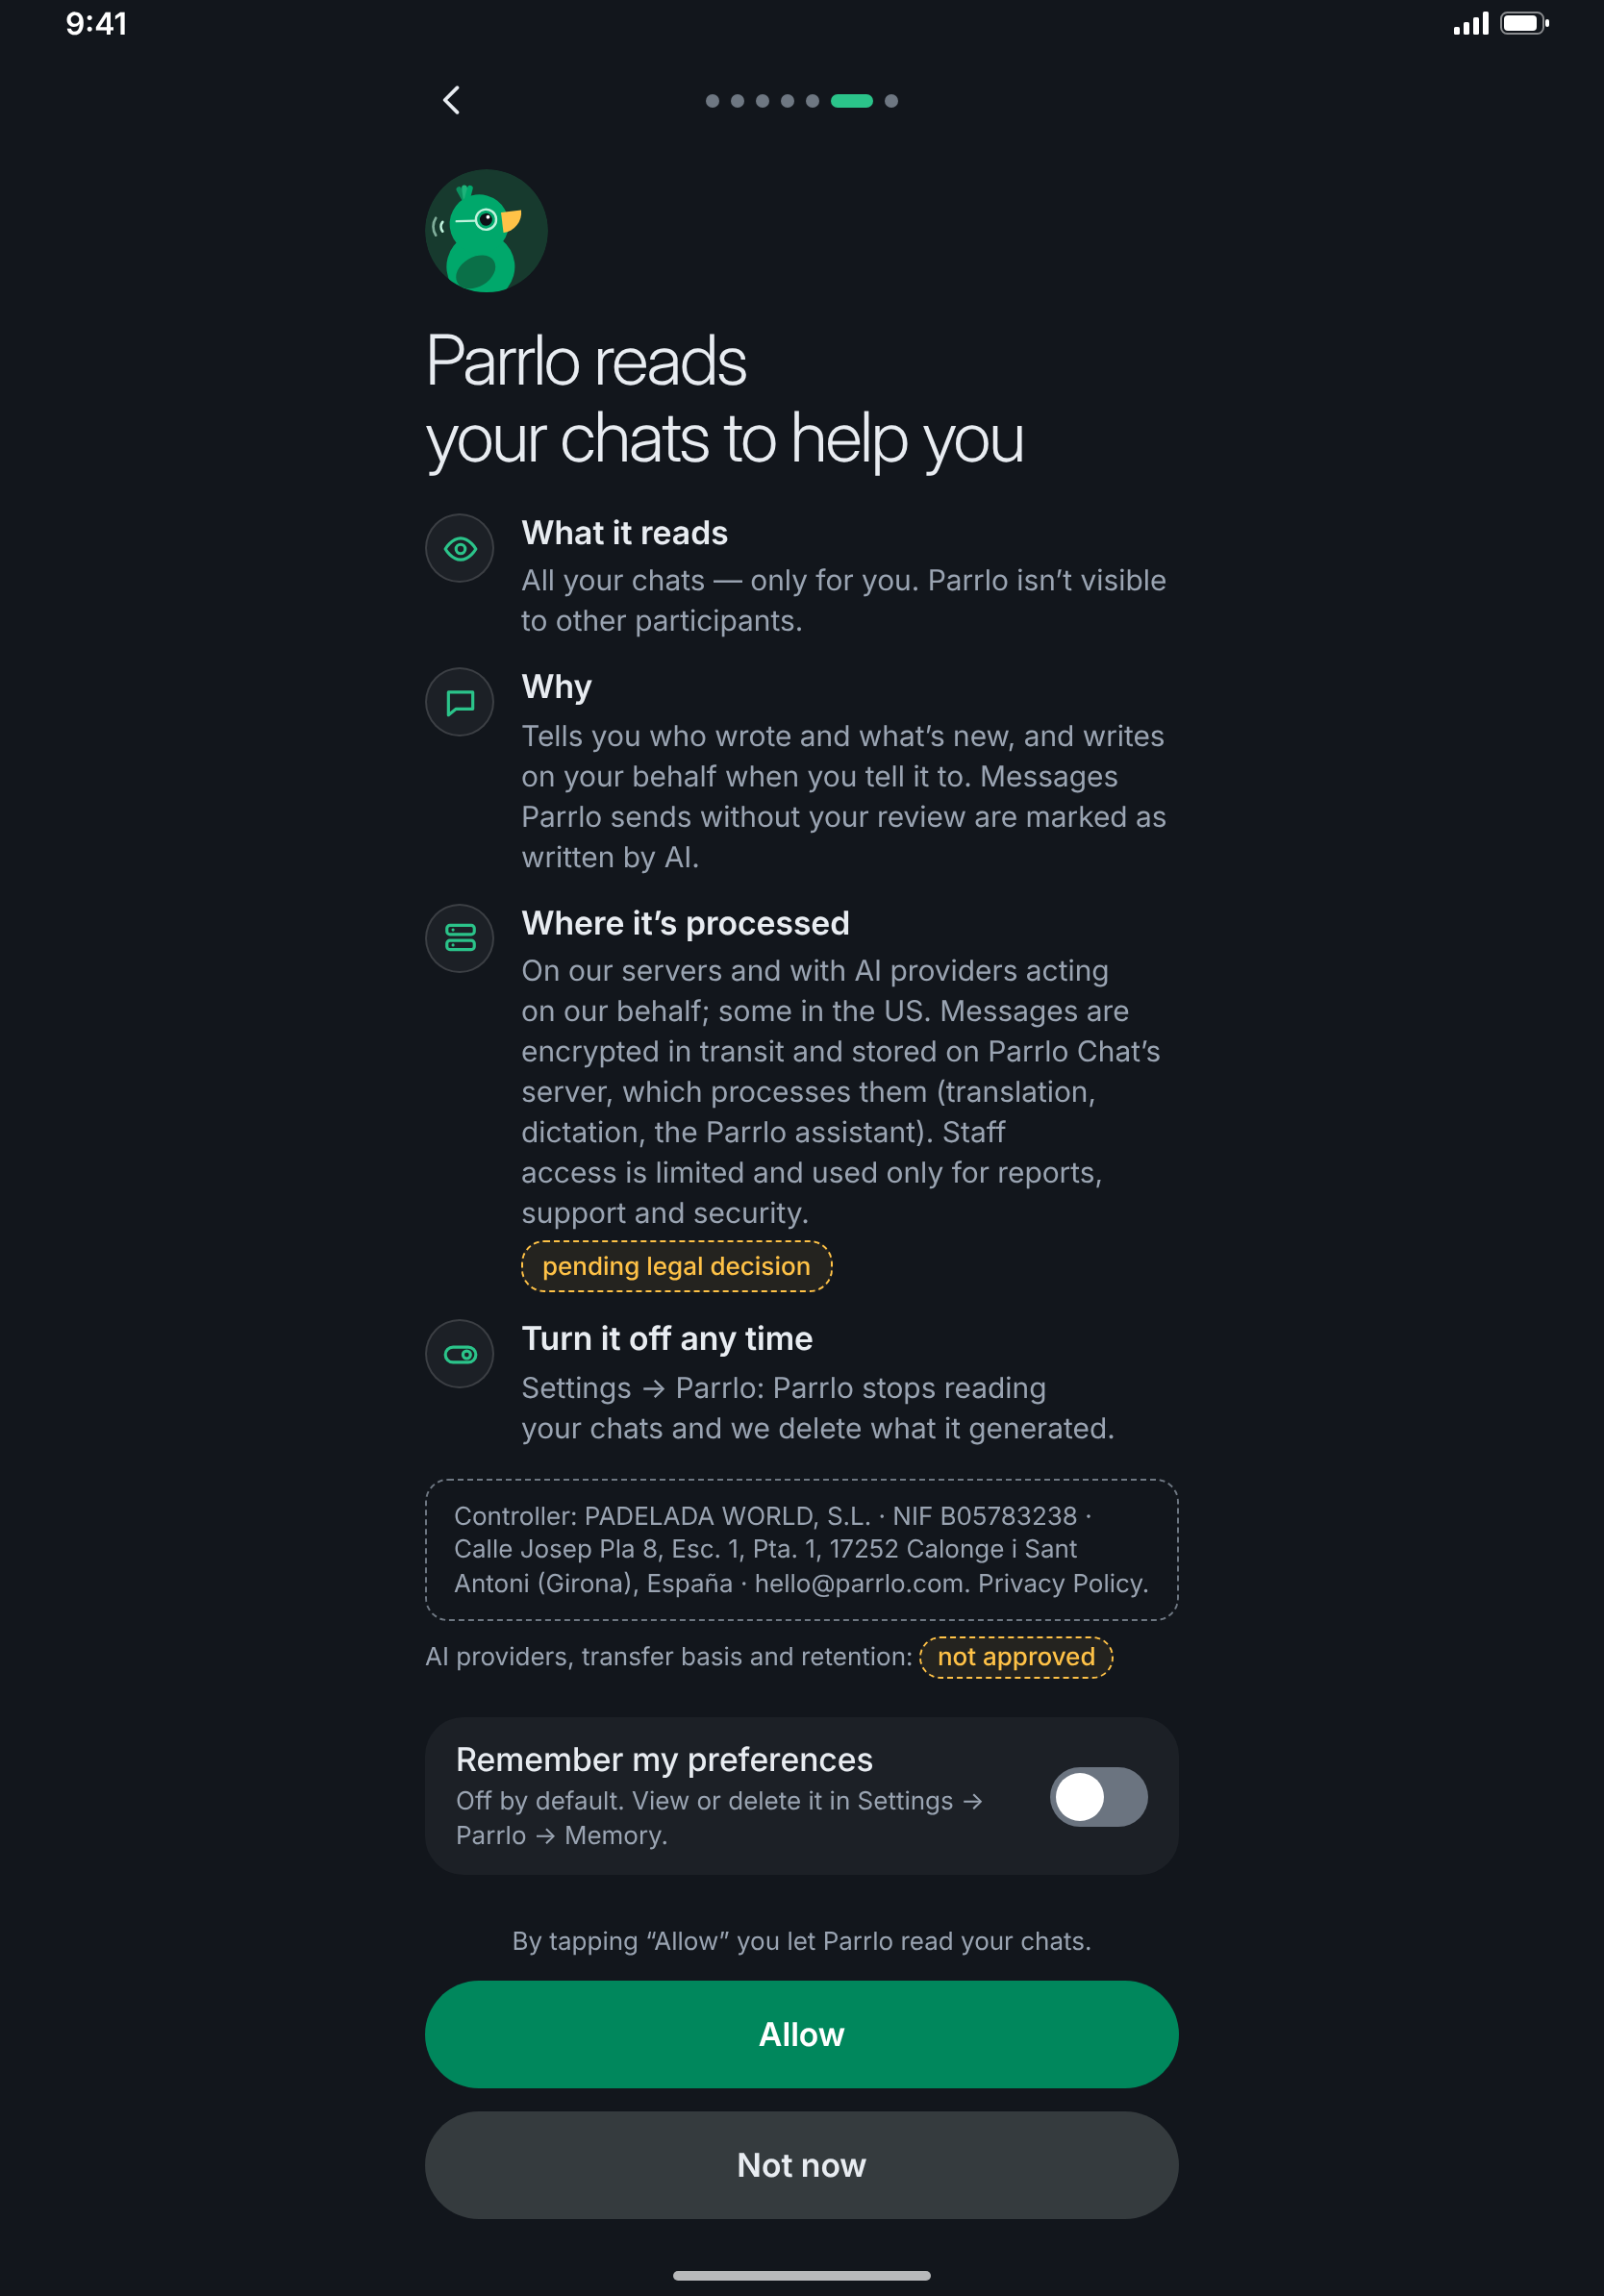 9:41
Parrlo reads
your chats to help you
What it reads
All your chats — only for you. Parrlo isn’t visible
to other participants.
Why
Tells you who wrote and what’s new, and writes
on your behalf when you tell it to. Messages
Parrlo sends without your review are marked as
written by AI.
Where it’s processed
On our servers and with AI providers acting
on our behalf; some in the US. Messages are
encrypted in transit and stored on Parrlo Chat’s
server, which processes them (translation,
dictation, the Parrlo assistant). Staff
access is limited and used only for reports,
support and security.
pending legal decision
Turn it off any time
Settings → Parrlo: Parrlo stops reading
your chats and we delete what it generated.
Controller: PADELADA WORLD, S.L. · NIF B05783238 ·
Calle Josep Pla 8, Esc. 1, Pta. 1, 17252 Calonge i Sant
Antoni (Girona), España · hello@parrlo.com. Privacy Policy.
AI providers, transfer basis and retention: not approved
Remember my preferences
Off by default. View or delete it in Settings →
Parrlo → Memory.
By tapping “Allow” you let Parrlo read your chats.
Allow
Not now